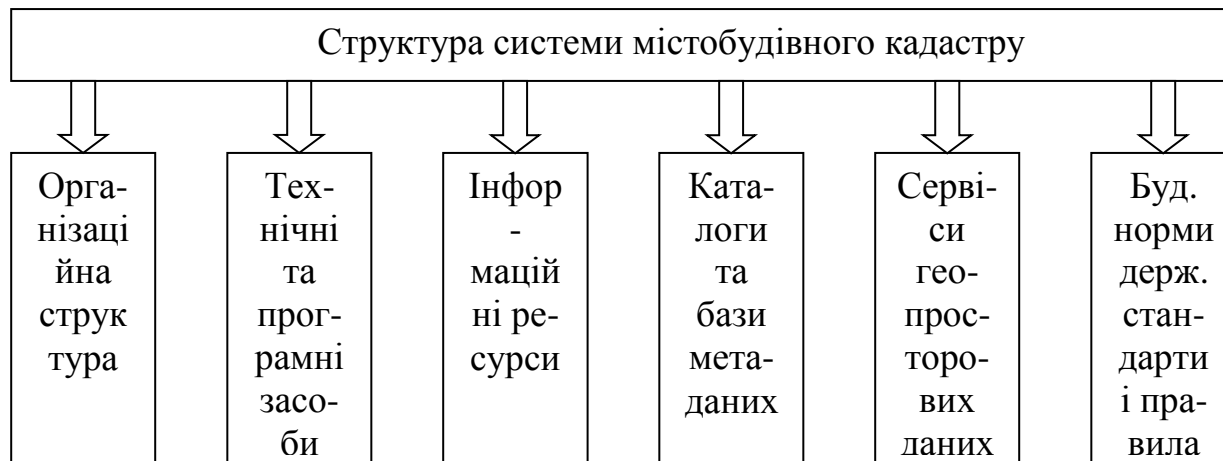 Структура системи містобудівного кадастру
Орга-
нізаці
йна
струк
тура
Тех-
нічні
та
прог-
рамні
засо-
би
Інфор
-
мацій
ні ре-
сурси
Ката-
логи
та
бази
мета-
даних
Серві-
си
гео-
прос-
торо-
вих
даних
Буд.
норми
держ.
стан-
дарти
і пра-
вила